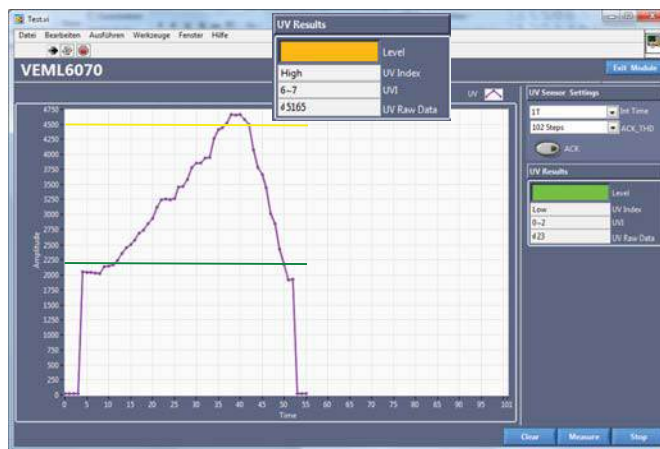 Test.vi
Datei Bearbeiten Ausführen Werkzeuge Fenster Hilfe
UV Results
Level
High UV Index
6~7 UVI
d5165 UV Raw Data
VEML6070
Exit Module
UV
UV Sensor Settings
1T Int Time
102 Steps ACK_THD
ACK
UV Results
Level
Low UV Index
0~2 UVI
d23 UV Raw Data
Amplitude
4750
4500
4250
4000
3750
3500
3250
3000
2750
2500
2250
2000
1750
1500
1250
1000
750
500
250
0
0 5 10 15 20 25 30 35 40 45 50 55 60 65 70 75 80 85 90 95 101
Time
Clear Measure Stop